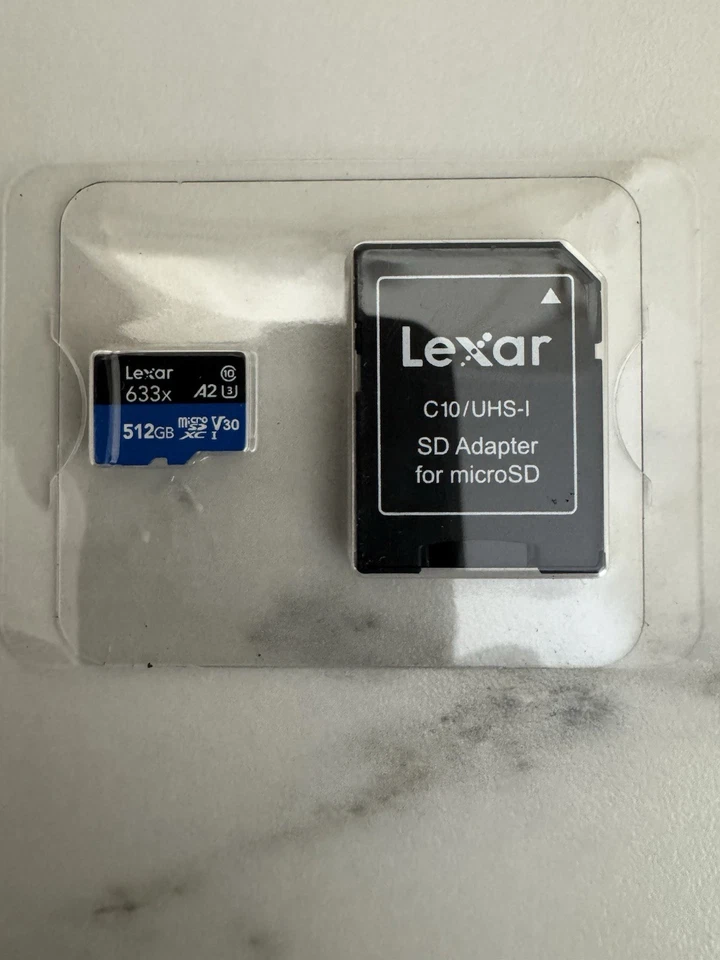 Lexar
10
633x A2 3
512GB micro SD XC I V30
Lexar
C10/UHS-I
SD Adapter
for microSD